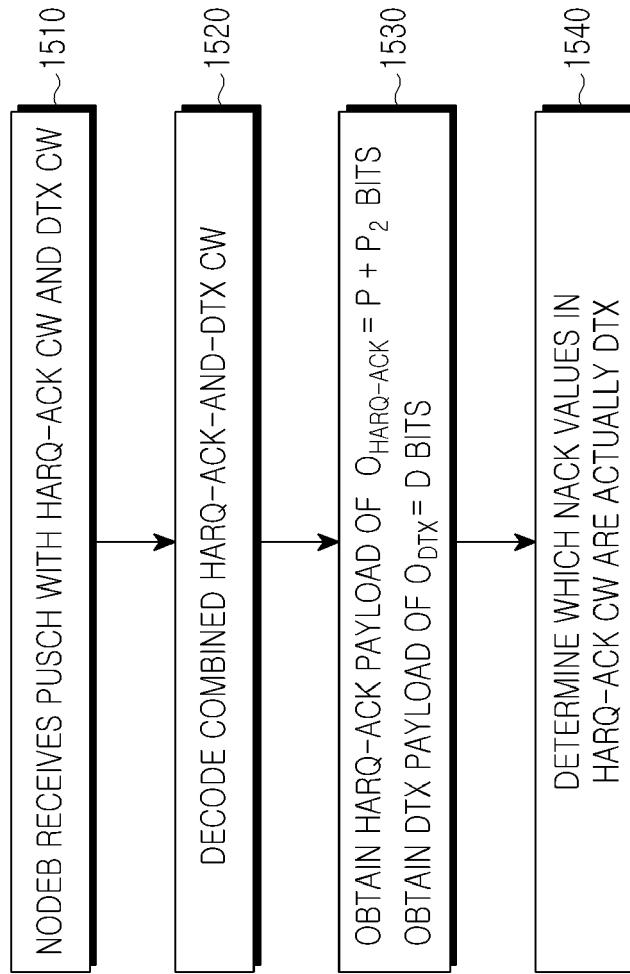 NODEB RECEIVES PUSCH WITH HARQ-ACK CW AND DTX CW
1510
DECODE COMBINED HARQ-ACK-AND-DTX CW
1520
OBTAIN HARQ-ACK PAYLOAD OF O_HARQ-ACK = P + P_2 BITS
OBTAIN DTX PAYLOAD OF O_DTX = D BITS
1530
DETERMINE WHICH NACK VALUES IN
HARQ-ACK CW ARE ACTUALLY DTX
1540